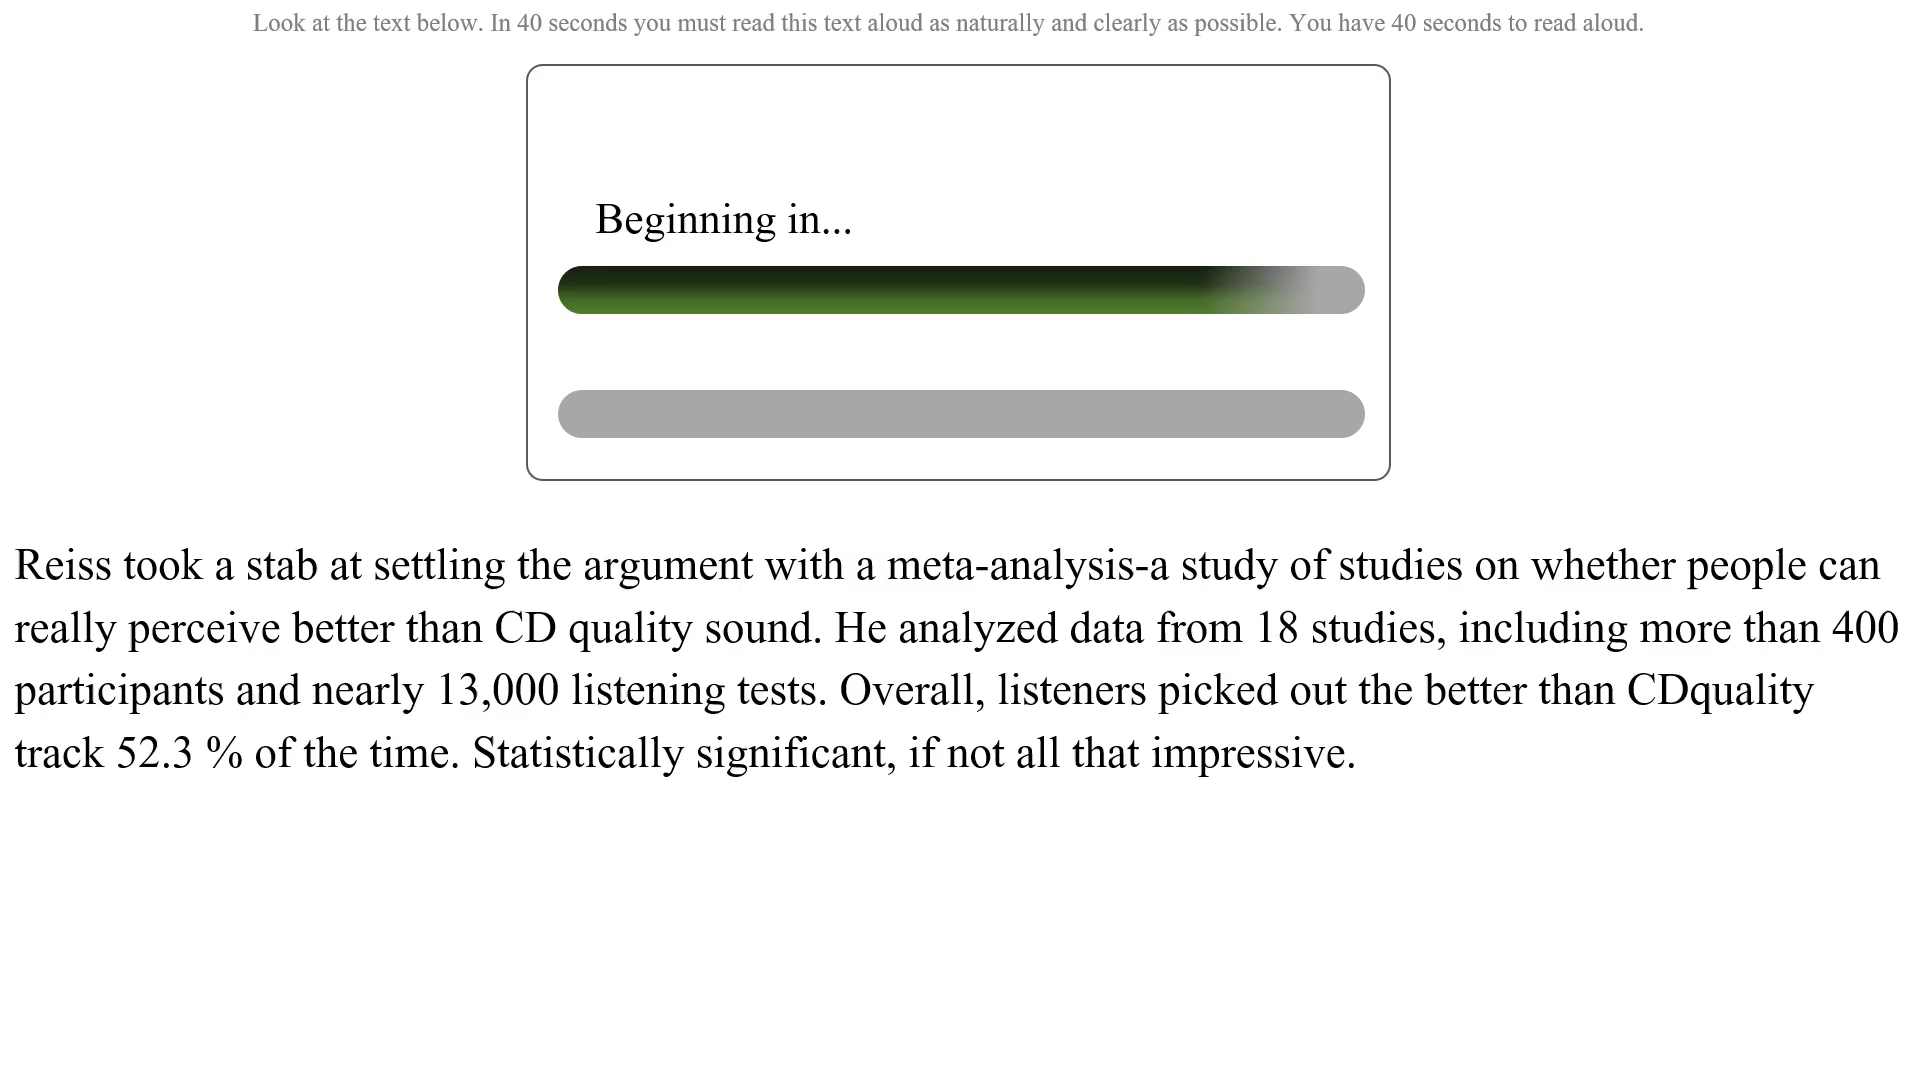 Look at the text below. In 40 seconds you must read this text aloud as naturally and clearly as possible. You have 40 seconds to read aloud.
Beginning in...
Reiss took a stab at settling the argument with a meta-analysis-a study of studies on whether people can
really perceive better than CD quality sound. He analyzed data from 18 studies, including more than 400
participants and nearly 13,000 listening tests. Overall, listeners picked out the better than CDquality
track 52.3 % of the time. Statistically significant, if not all that impressive.